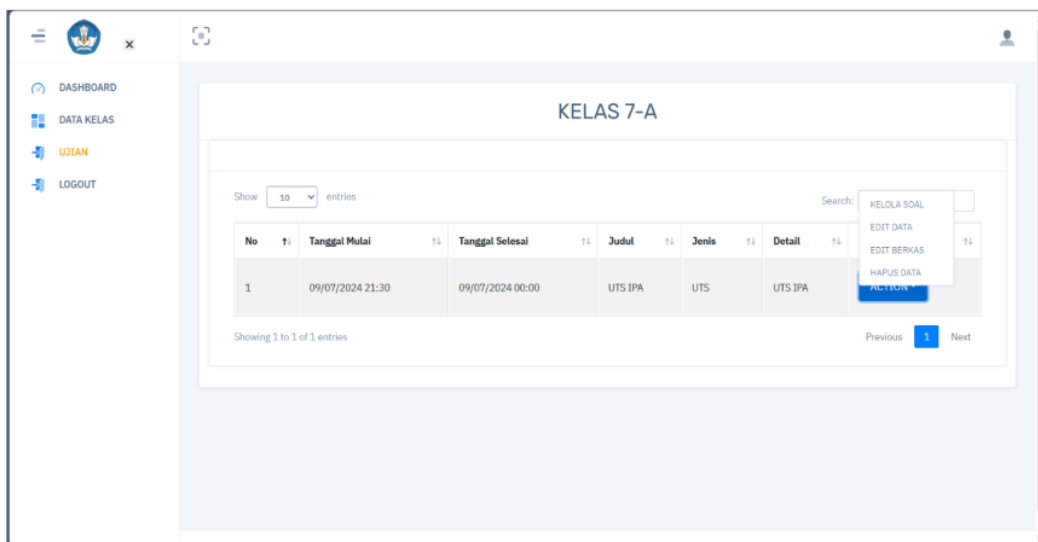 DASHBOARD
DATA KELAS
UJIAN
LOGOUT
KELAS 7-A
Show 10 entries
Search:
KELOLA SOAL
EDIT DATA
EDIT BERKAS
HAPUS DATA
No Tanggal Mulai Tanggal Selesai Judul Jenis Detail
1 09/07/2024 21:30 09/07/2024 00:00 UTS IPA UTS UTS IPA ACTION
Showing 1 to 1 of 1 entries
Previous 1 Next